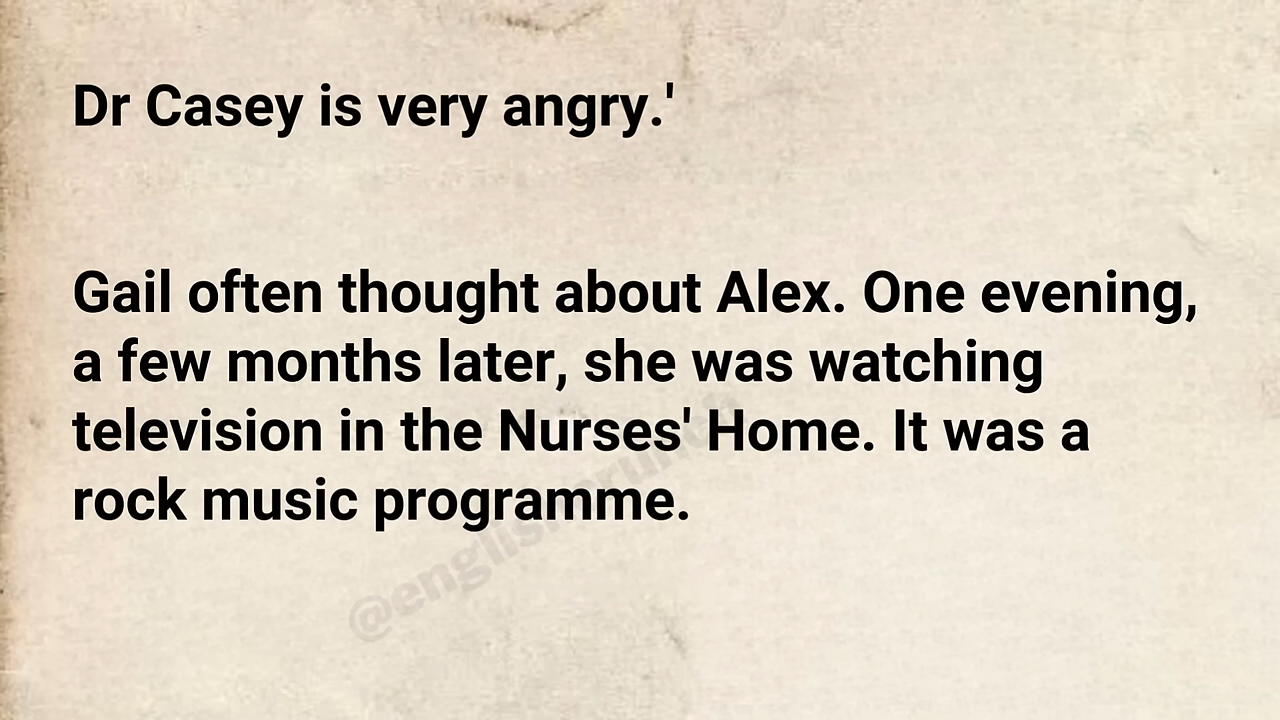 Dr Casey is very angry.'
Gail often thought about Alex. One evening,
a few months later, she was watching
television in the Nurses' Home. It was a
rock music programme.